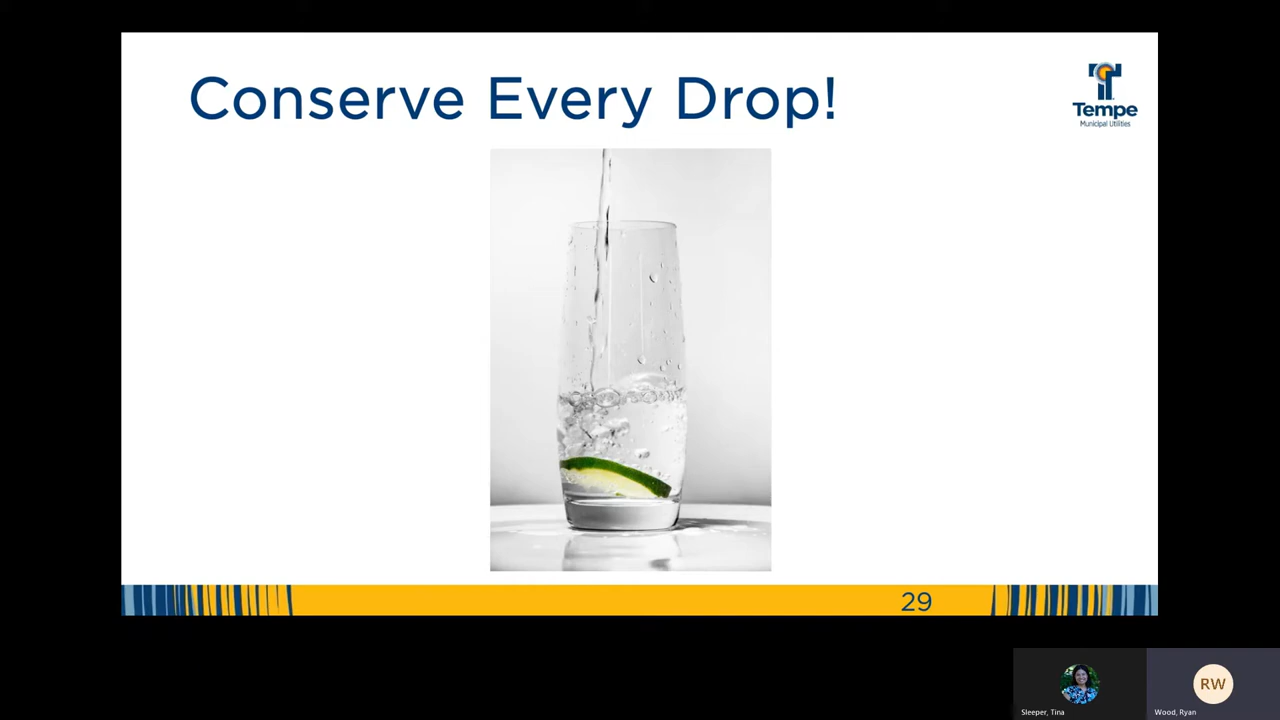 Conserve Every Drop!
Tempe
Municipal Utilities
29
RW
Sleeper, Tina
Wood, Ryan